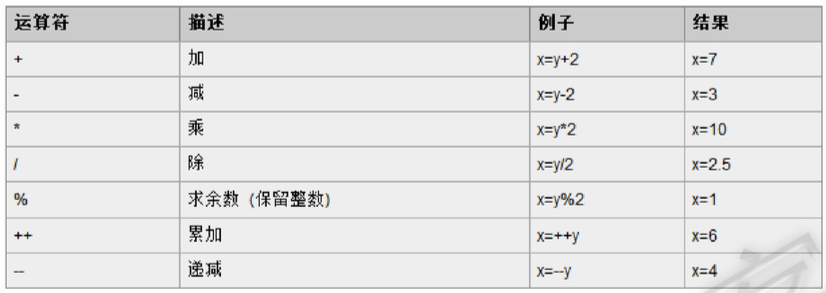 运算符 描述 例子 结果
+ 加 x=y+2 x=7
- 减 x=y-2 x=3
* 乘 x=y*2 x=10
/ 除 x=y/2 x=2.5
% 求余数 (保留整数) x=y%2 x=1
++ 累加 x=++y x=6
-- 递减 x=--y x=4